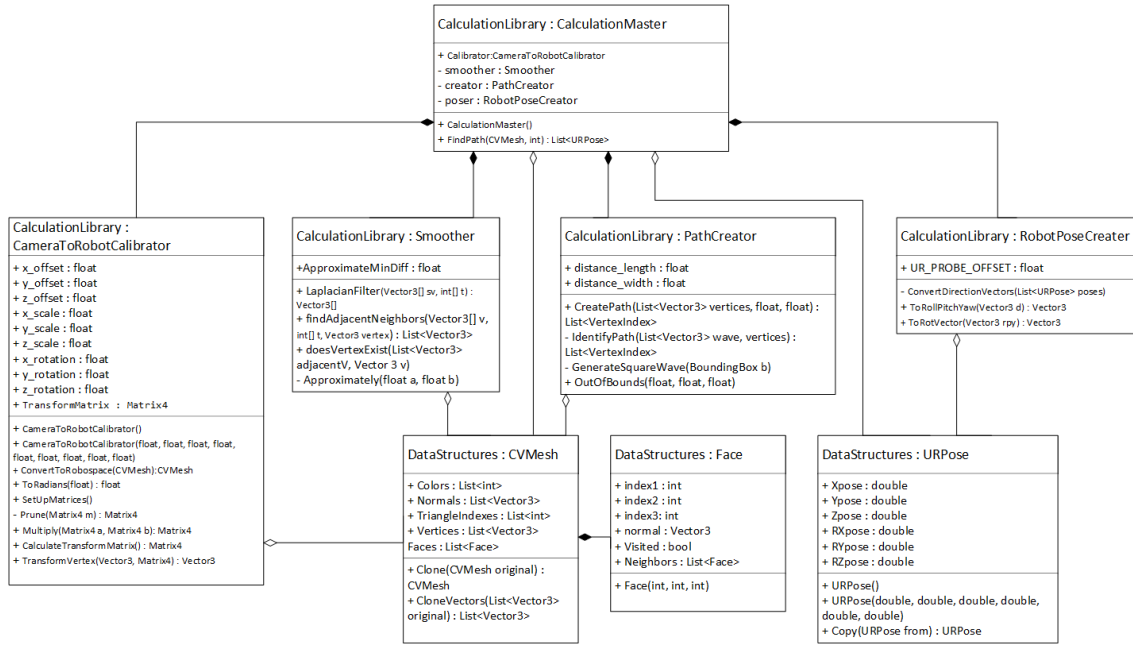 CalculationLibrary : CalculationMaster
+ Calibrator:CameraToRobotCalibrator
- smoother : Smoother
- creator : PathCreator
- poser : RobotPoseCreator
+ CalculationMaster()
+ FindPath(CVMesh, int) : List<URPose>
CalculationLibrary :
CameraToRobotCalibrator
+ x_offset : float
+ y_offset : float
+ z_offset : float
+ x_scale : float
+ y_scale : float
+ z_scale : float
+ x_rotation : float
+ y_rotation : float
+ z_rotation : float
+ TransformMatrix : Matrix4
+ CameraToRobotCalibrator()
+ CameraToRobotCalibrator(float, float, float, float,
float, float, float, float, float)
+ ConvertToRobospace(CVMesh):CVMesh
+ ToRadians(float) : float
+ SetUpMatrices()
- Prune(Matrix4 m) : Matrix4
+ Multiply(Matrix4 a, Matrix4 b): Matrix4
+ CalculateTransformMatrix() : Matrix4
+ TransformVertex(Vector3, Matrix4) : Vector3
CalculationLibrary : Smoother
+ApproximateMinDiff : float
+ LaplacianFilter(Vector3[] sv, int[] t) :
Vector3[]
+ findAdjacentNeighbors(Vector3[] v,
int[] t, Vector3 vertex) : List<Vector3>
+ doesVertexExist(List<Vector3>
adjacentV, Vector 3 v)
- Approximately(float a, float b)
CalculationLibrary : PathCreator
+ distance_length : float
+ distance_width : float
+ CreatePath(List<Vector3> vertices, float, float) :
List<VertexIndex>
- IdentifyPath(List<Vector3> wave, vertices) :
List<VertexIndex>
- GenerateSquareWave(BoundingBox b)
+ OutOfBounds(float, float, float)
CalculationLibrary : RobotPoseCreater
+ UR_PROBE_OFFSET : float
- ConvertDirectionVectors(List<URPose> poses)
+ ToRollPitchYaw(Vector3 d) : Vector3
+ ToRotVector(Vector3 rpy) : Vector3
DataStructures : CVMesh
+ Colors : List<int>
+ Normals : List<Vector3>
+ TriangleIndexes : List<int>
+ Vertices : List<Vector3>
Faces : List<Face>
+ Clone(CVMesh original) :
CVMesh
+ CloneVectors(List<Vector3>
original) : List<Vector3>
DataStructures : Face
+ index1 : int
+ index2 : int
+ index3: int
+ normal : Vector3
+ Visited : bool
+ Neighbors : List<Face>
+ Face(int, int, int)
DataStructures : URPose
+ Xpose : double
+ Ypose : double
+ Zpose : double
+ RXpose : double
+ RYpose : double
+ RZpose : double
+ URPose()
+ URPose(double, double, double, double,
double, double)
+ Copy(URPose from) : URPose